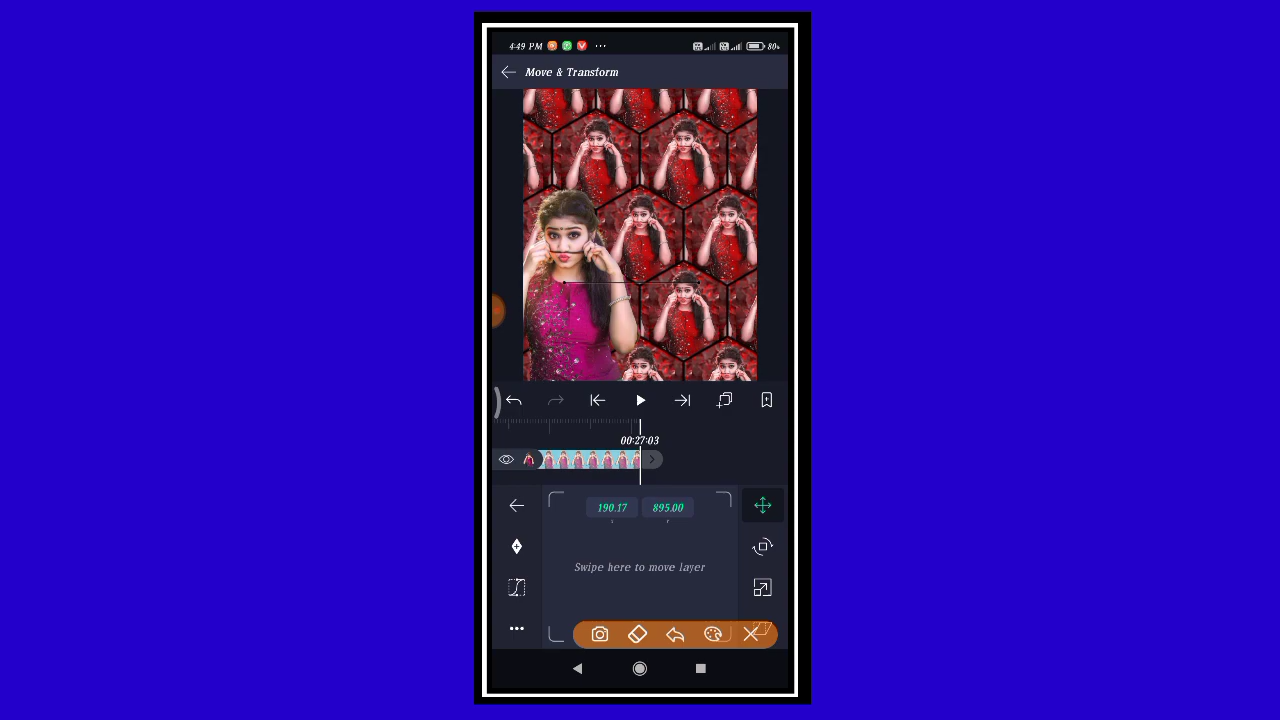 4:49 PM
80%
Move & Transform
00:27:03
190.17 895.00
X Y
Swipe here to move layer